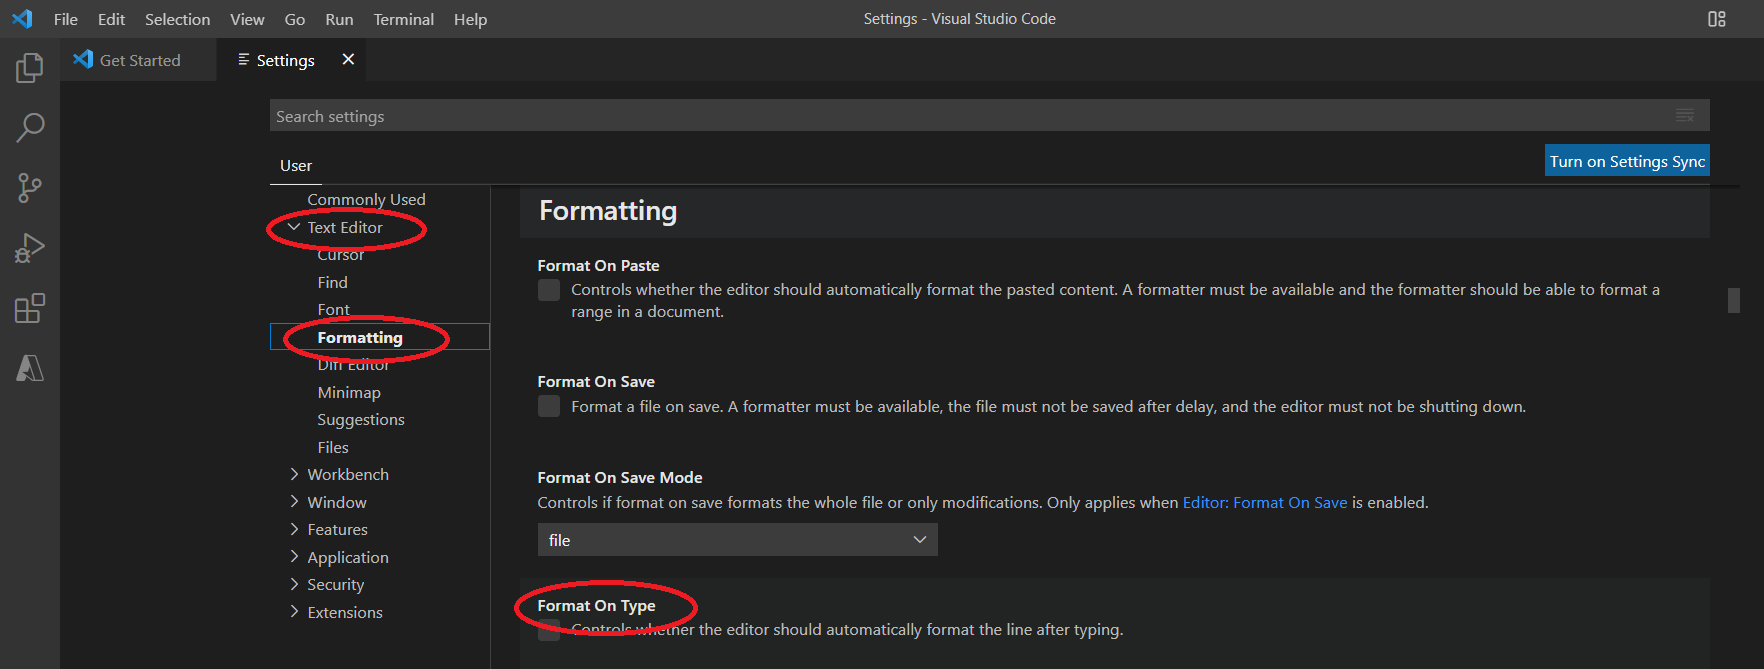 File Edit Selection View Go Run Terminal Help Settings - Visual Studio Code
Get Started Settings
Search settings
User
Turn on Settings Sync
Commonly Used
Text Editor
Cursor
Find
Font
Formatting
Diff Editor
Minimap
Suggestions
Files
Workbench
Window
Features
Application
Security
Extensions
Formatting
Format On Paste
Controls whether the editor should automatically format the pasted content. A formatter must be available and the formatter should be able to format a
range in a document.
Format On Save
Format a file on save. A formatter must be available, the file must not be saved after delay, and the editor must not be shutting down.
Format On Save Mode
Controls if format on save formats the whole file or only modifications. Only applies when Editor: Format On Save is enabled.
file
Format On Type
Controls whether the editor should automatically format the line after typing.